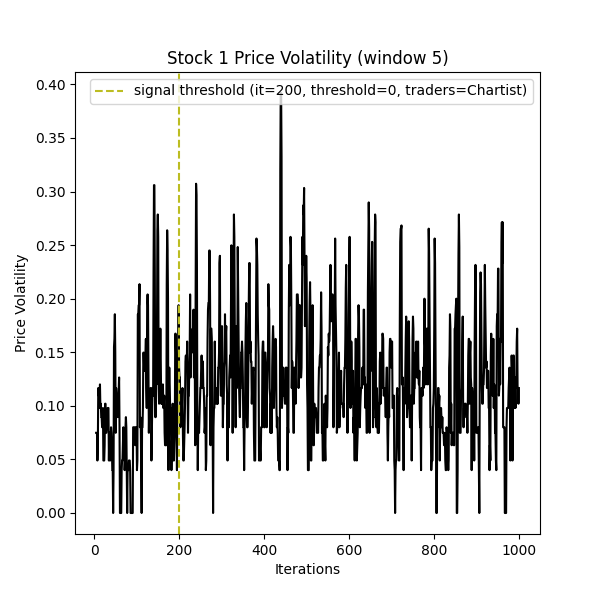 Stock 1 Price Volatility (window 5)
signal threshold (it=200, threshold=0, traders=Chartist)
0.40
0.35
0.30
0.25
0.20
0.15
0.10
0.05
0.00
Price Volatility
0 200 400 600 800 1000
Iterations